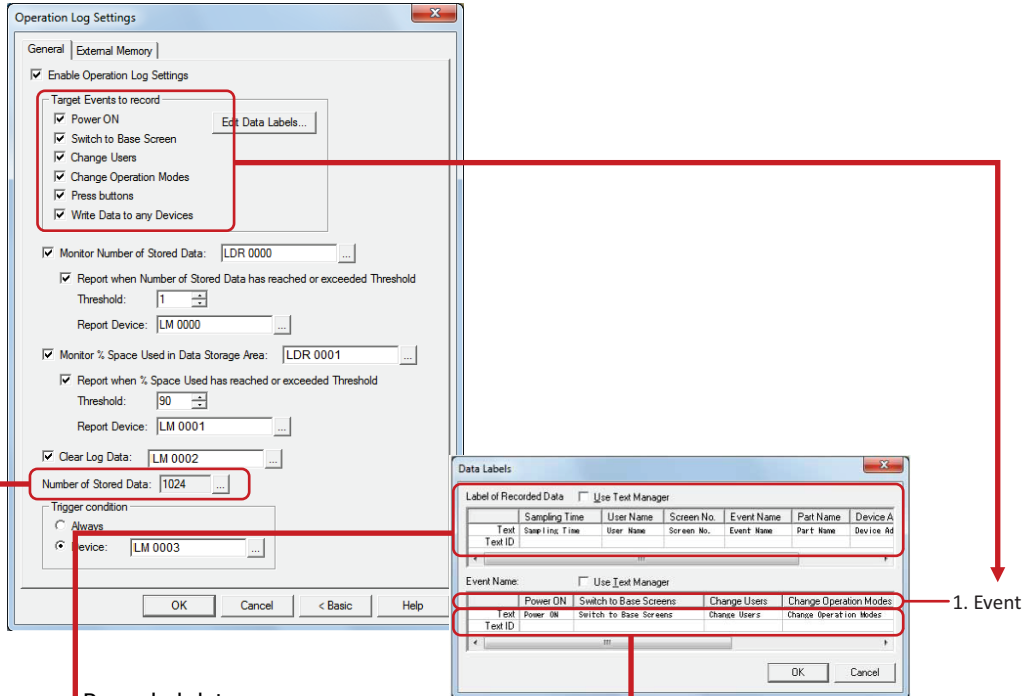 Operation Log Settings
General
External Memory
Enable Operation Log Settings
Target Events to record
Power ON
Edit Data Labels...
Switch to Base Screen
Change Users
Change Operation Modes
Press buttons
Write Data to any Devices
Monitor Number of Stored Data: LDR 0000 ...
Report when Number of Stored Data has reached or exceeded Threshold
Threshold: 1
Report Device: LM 0000 ...
Monitor % Space Used in Data Storage Area: LDR 0001 ...
Report when % Space Used has reached or exceeded Threshold
Threshold: 90
Report Device: LM 0001 ...
Clear Log Data: LM 0002 ...
Number of Stored Data: 1024 ...
Trigger condition
Always
Device: LM 0003 ...
OK Cancel < Basic Help
Data Labels
Label of Recorded Data Use Text Manager
Sampling Time User Name Screen No. Event Name Part Name Device A
Text Sampling Time User Name Screen No. Event Name Part Name Device Ad
Text ID
Event Name: Use Text Manager
Power ON Switch to Base Screens Change Users Change Operation Modes
Text Power ON Switch to Base Screens Change Users Change Operation Modes
Text ID
OK Cancel
1. Event